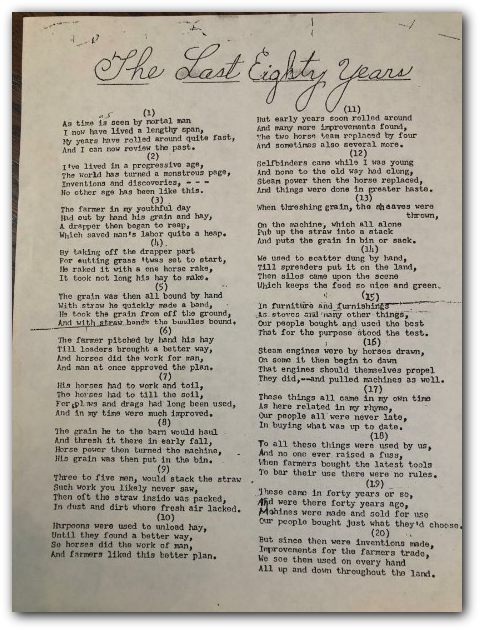 The Last Eighty Years
(1)
As time is seen by mortal man
I now have lived a lengthy span,
My years have rolled around quite fast,
And I can now review the past.
(2)
I've lived in a progressive age,
The world has turned a monstrous page,
Inventions and discoveries, - - -
No other age has been like this.
(3)
The farmer in my youthful day
Had cut by hand his grain and hay,
A drapper then began to reap,
Which saved man's labor quite a heap.
(4)
By taking off the drapper part
For cutting grass 'twas set to start,
He raked it with a one horse rake,
It took not long his hay to make.
(5)
The grain was then all bound by hand
With straw he quickly made a band,
He took the grain from off the ground,
And with straw bands the bundles bound.
(6)
The farmer pitched by hand his hay
Till loaders brought a better way,
And horses did the work for man,
And man at once approved the plan.
(7)
His horses had to work and toil,
The horses had to till the soil,
For plows and drags had long been used,
And in my time were much improved.
(8)
The grain he to the barn would haul
And thresh it there in early fall,
Horse power then turned the machine,
His grain was then put in the bin.
(9)
Three to five men, would stack the straw
Such work you likely never saw,
Then oft the straw inside was packed,
In dust and dirt where fresh air lacked.
(10)
Harpoons were used to unload hay,
Until they found a better way,
So horses did the work of man,
And farmers liked this better plan.
(11)
But early years soon rolled around
And many more improvements found,
The two horse team replaced by four
And sometimes also several more.
(12)
Selfbinders came while I was young
And none to the old way had clung,
Steam power then the horse replaced,
And things were done in greater haste.
(13)
When threshing grain, the sheaves were
thrown,
On the machine, which all alone
Put up the straw into a stack
And puts the grain in bin or sack.
(14)
We used to scatter dung by hand,
Till spreaders put it on the land,
Then silos came upon the scene
Which keeps the feed so nice and green.
(15)
In furniture and furnishings
As stoves and many other things,
Our people bought and used the best
That for the purpose stood the test.
(16)
Steam engines were by horses drawn,
On some it then begin to dawn
That engines should themselves propel
They did,--and pulled machines as well.
(17)
These things all came in my own time
As here related in my rhyme,
Our people all were never late,
In buying what was up to date.
(18)
To all these things were used by us,
And no one ever raised a fuss,
When farmers bought the latest tools
To bar their use there were no rules.
(19)
These came in forty years or so,
And were there forty years ago,
Machines were made and sold for use
Our people bought just what they'd choose.
(20)
But since then were inventions made,
Improvements for the farmers trade,
We see then used on every hand
All up and down throughout the land.